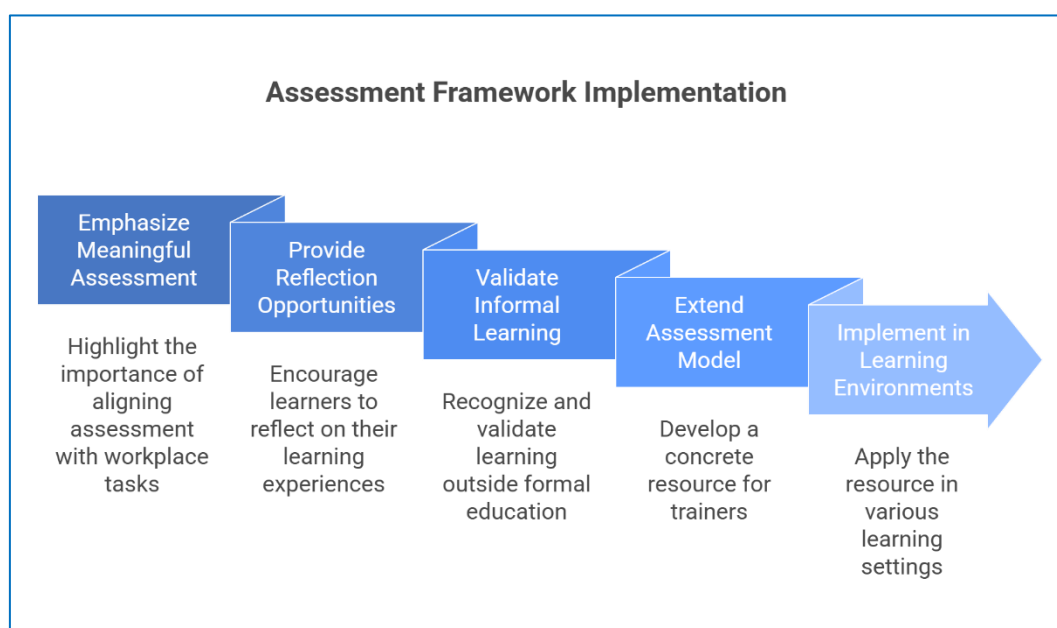 Assessment Framework Implementation
Emphasize
Meaningful
Assessment
Highlight the
importance of
aligning
assessment
with workplace
tasks
Provide
Reflection
Opportunities
Encourage
learners to
reflect on their
learning
experiences
Validate
Informal
Learning
Recognize and
validate
learning
outside formal
education
Extend
Assessment
Model
Develop a
concrete
resource for
trainers
Implement in
Learning
Environments
Apply the
resource in
various
learning
settings